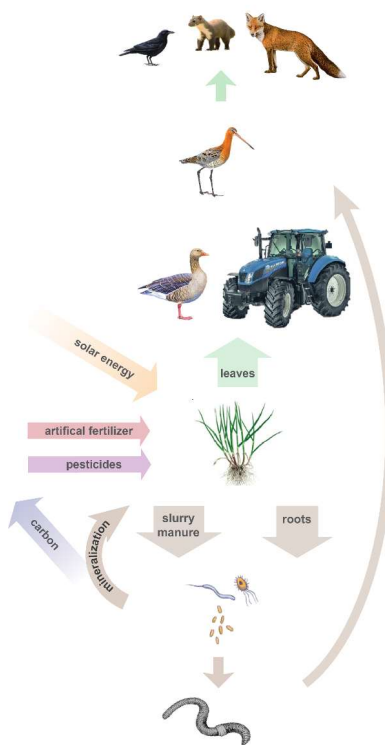 solar energy
leaves
artifical fertilizer
pesticides
carbon
mineralization
slurry
manure
roots